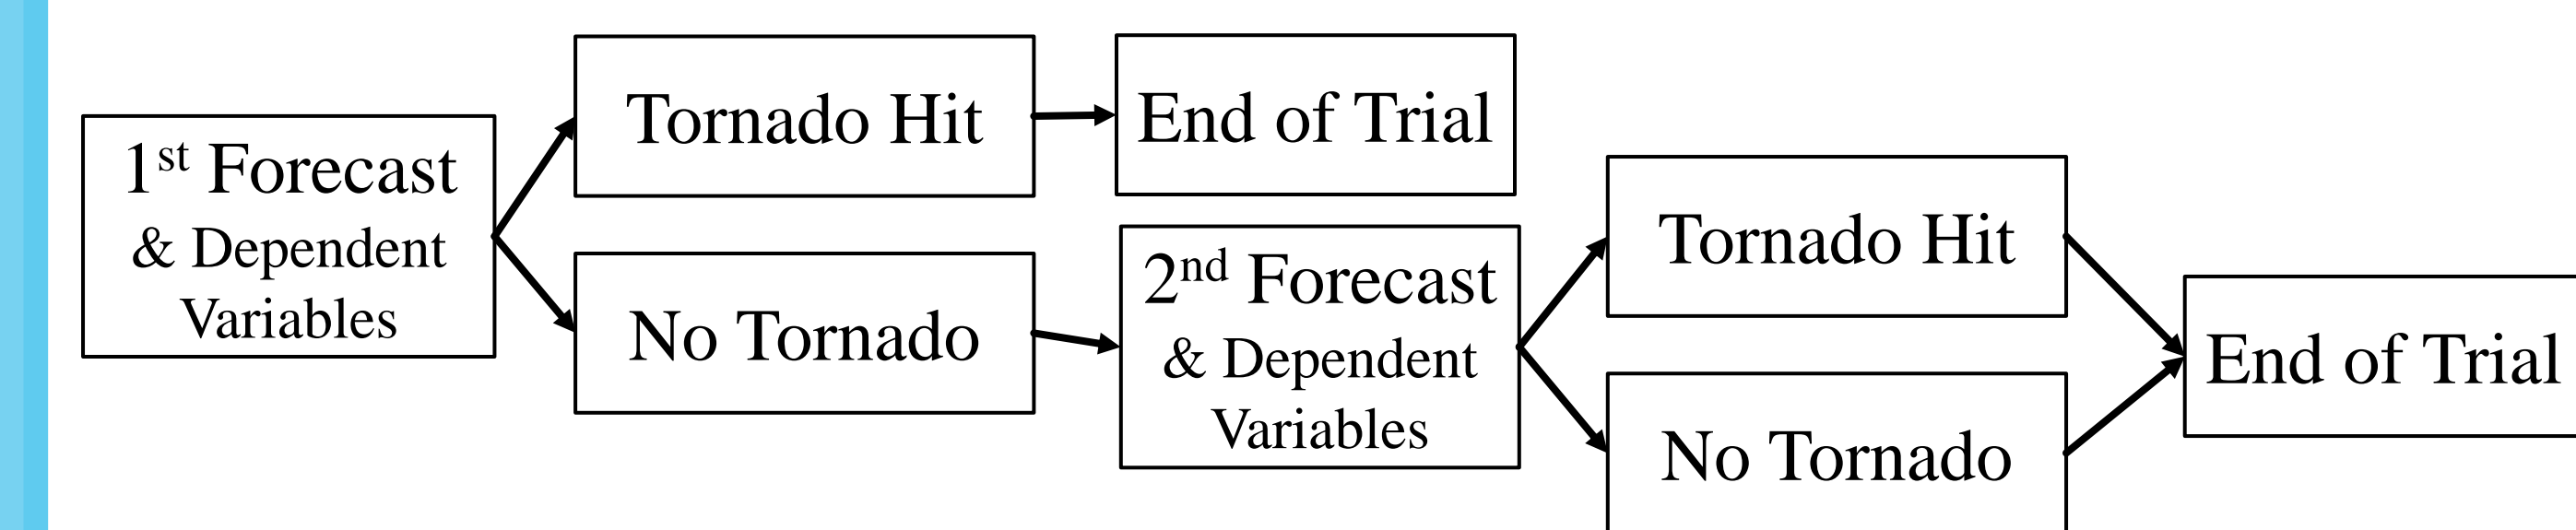 1st Forecast
& Dependent
Variables
Tornado Hit
End of Trial
No Tornado
2nd Forecast
& Dependent
Variables
Tornado Hit
No Tornado
End of Trial